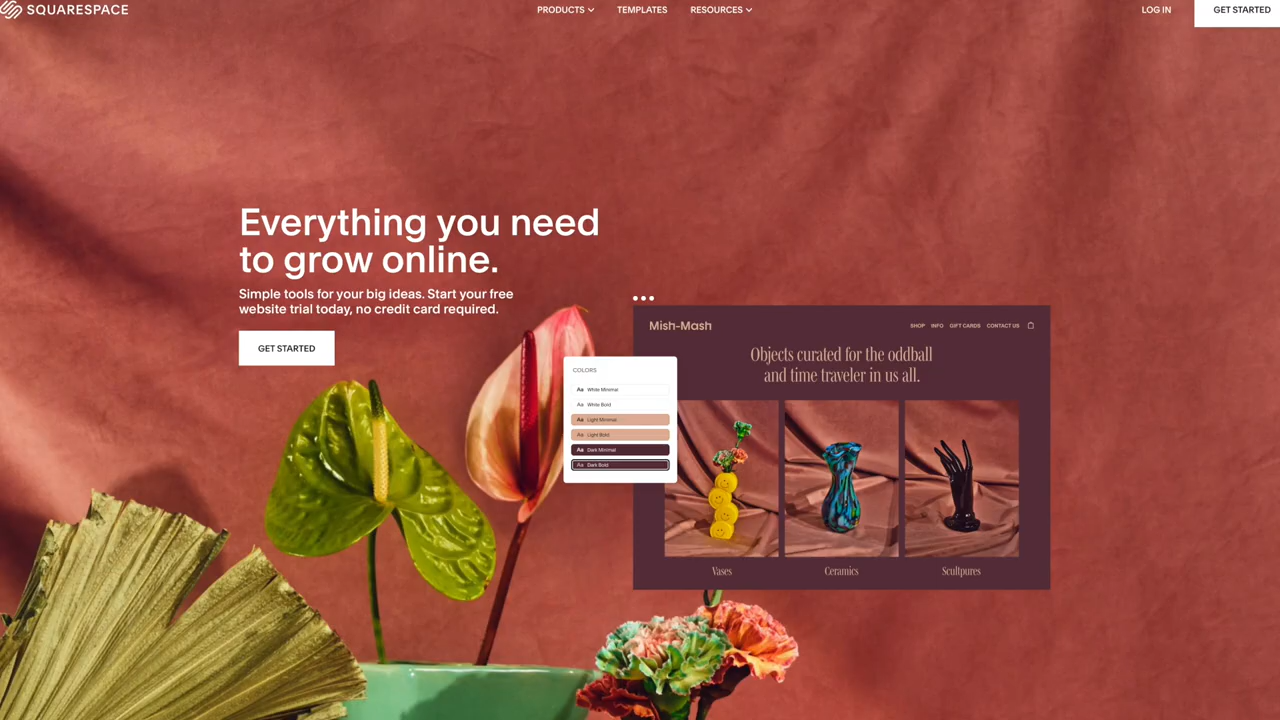 SQUARESPACE
PRODUCTS
TEMPLATES
RESOURCES
LOG IN
GET STARTED
Everything you need
to grow online.
Simple tools for your big ideas. Start your free
website trial today, no credit card required.
GET STARTED
COLORS
Aa White Minimal
Aa White Bold
Aa Light Minimal
Aa Light Bold
Aa Dark Minimal
Aa Dark Bold
Mish-Mash
SHOP INFO GIFT CARDS CONTACT US
Objects curated for the oddball
and time traveler in us all.
Vases
Ceramics
Scultpures